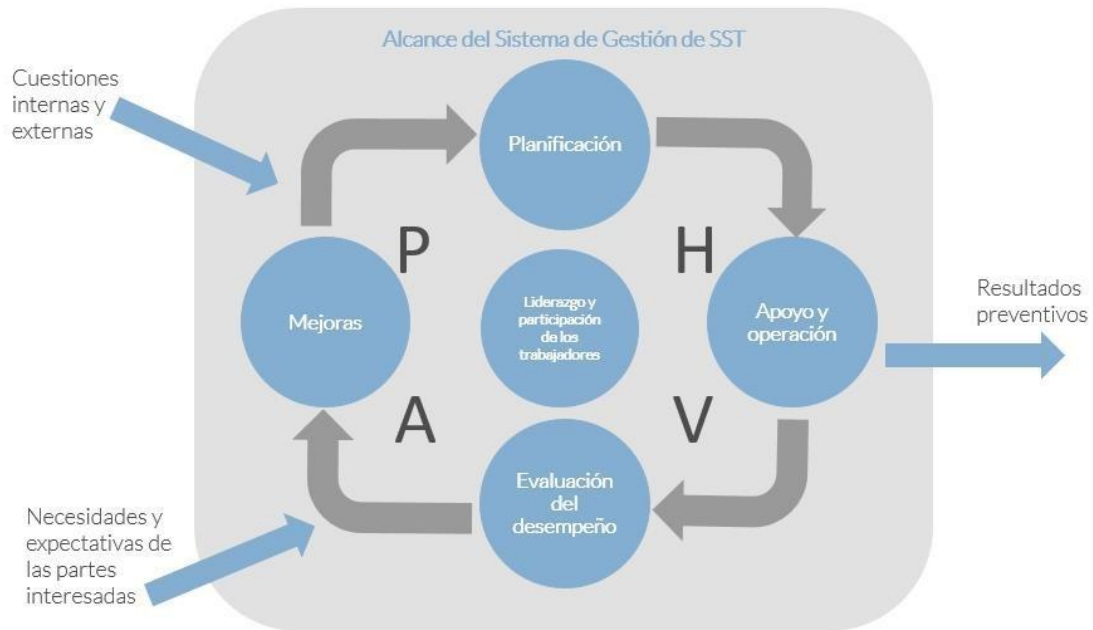 Alcance del Sistema de Gestión de SST
Cuestiones
internas y
externas
Planificación
P
H
Mejoras
Liderazgo y
participación
de los
trabajadores
Apoyo y
operación
Resultados
preventivos
A
V
Evaluación
del
desempeño
Necesidades y
expectativas de
las partes
interesadas